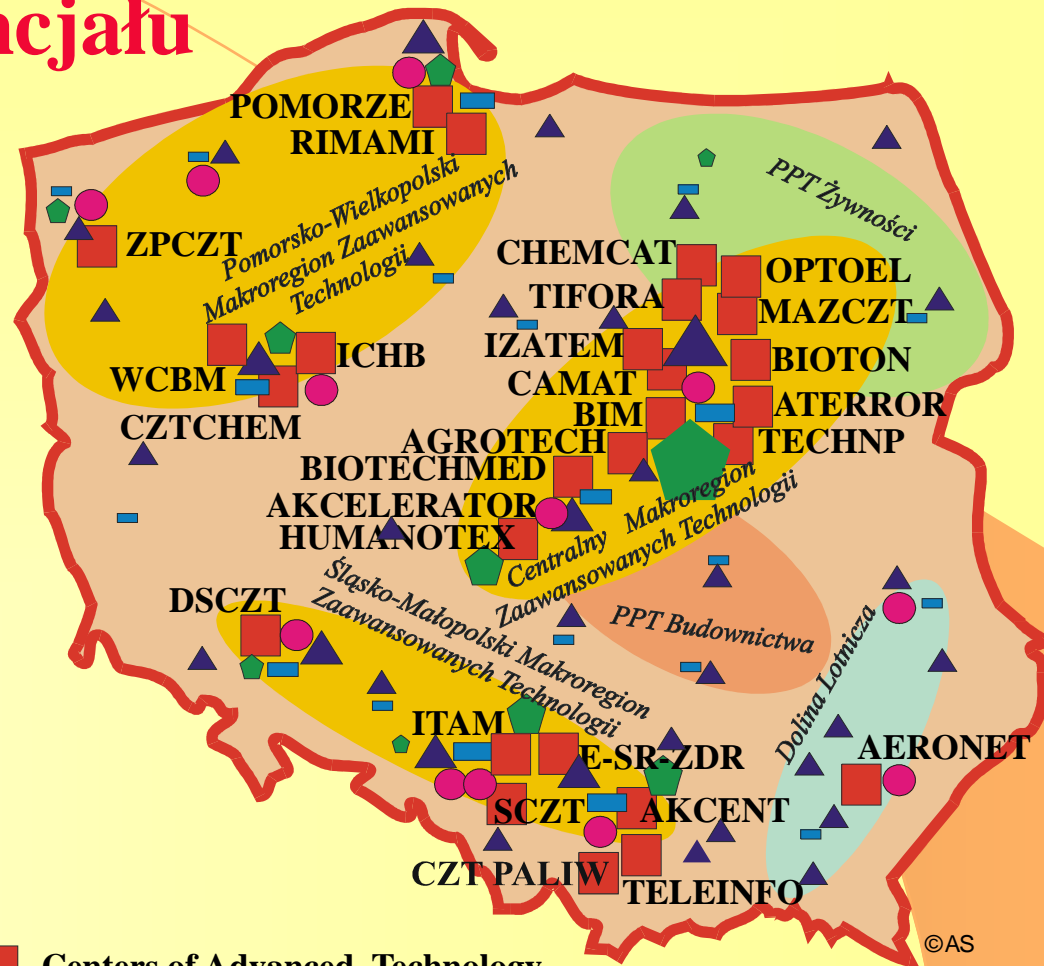 ncjału
POMORZE
RIMAMI
Pomorsko-Wielkopolski
Makroregion Zaawansowanych
Technologii
ZPCZT
PPT Żywności
CHEMCAT
OPTOEL
TIFORA
MAZCZT
IZATEM
ICHB
BIOTON
WCBM
CAMAT
BIM
ATERROR
CZTCHEM
AGROTECH
TECHNP
BIOTECHMED
AKCELERATOR
HUMANOTEX
Centralny Makroregion
Zaawansowanych Technologii
Śląsko-Małopolski Makroregion
Zaawansowanych Technologii
DSCZT
PPT Budownictwa
Dolina Lotnicza
ITAM
E-SR-ZDR
AERONET
SCZT
AKCENT
CZT PALIW
TELEINFO
©AS
Centers of Advanced Technology